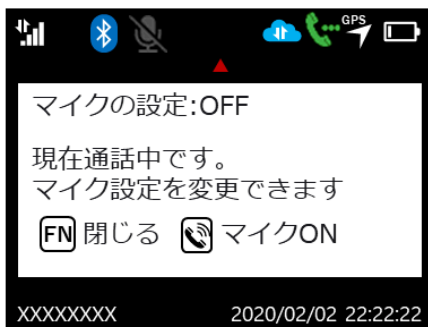 GPS
マイクの設定:OFF
現在通話中です。
マイク設定を変更できます
FN 閉じる マイクON
XXXXXXXX 2020/02/02 22:22:22